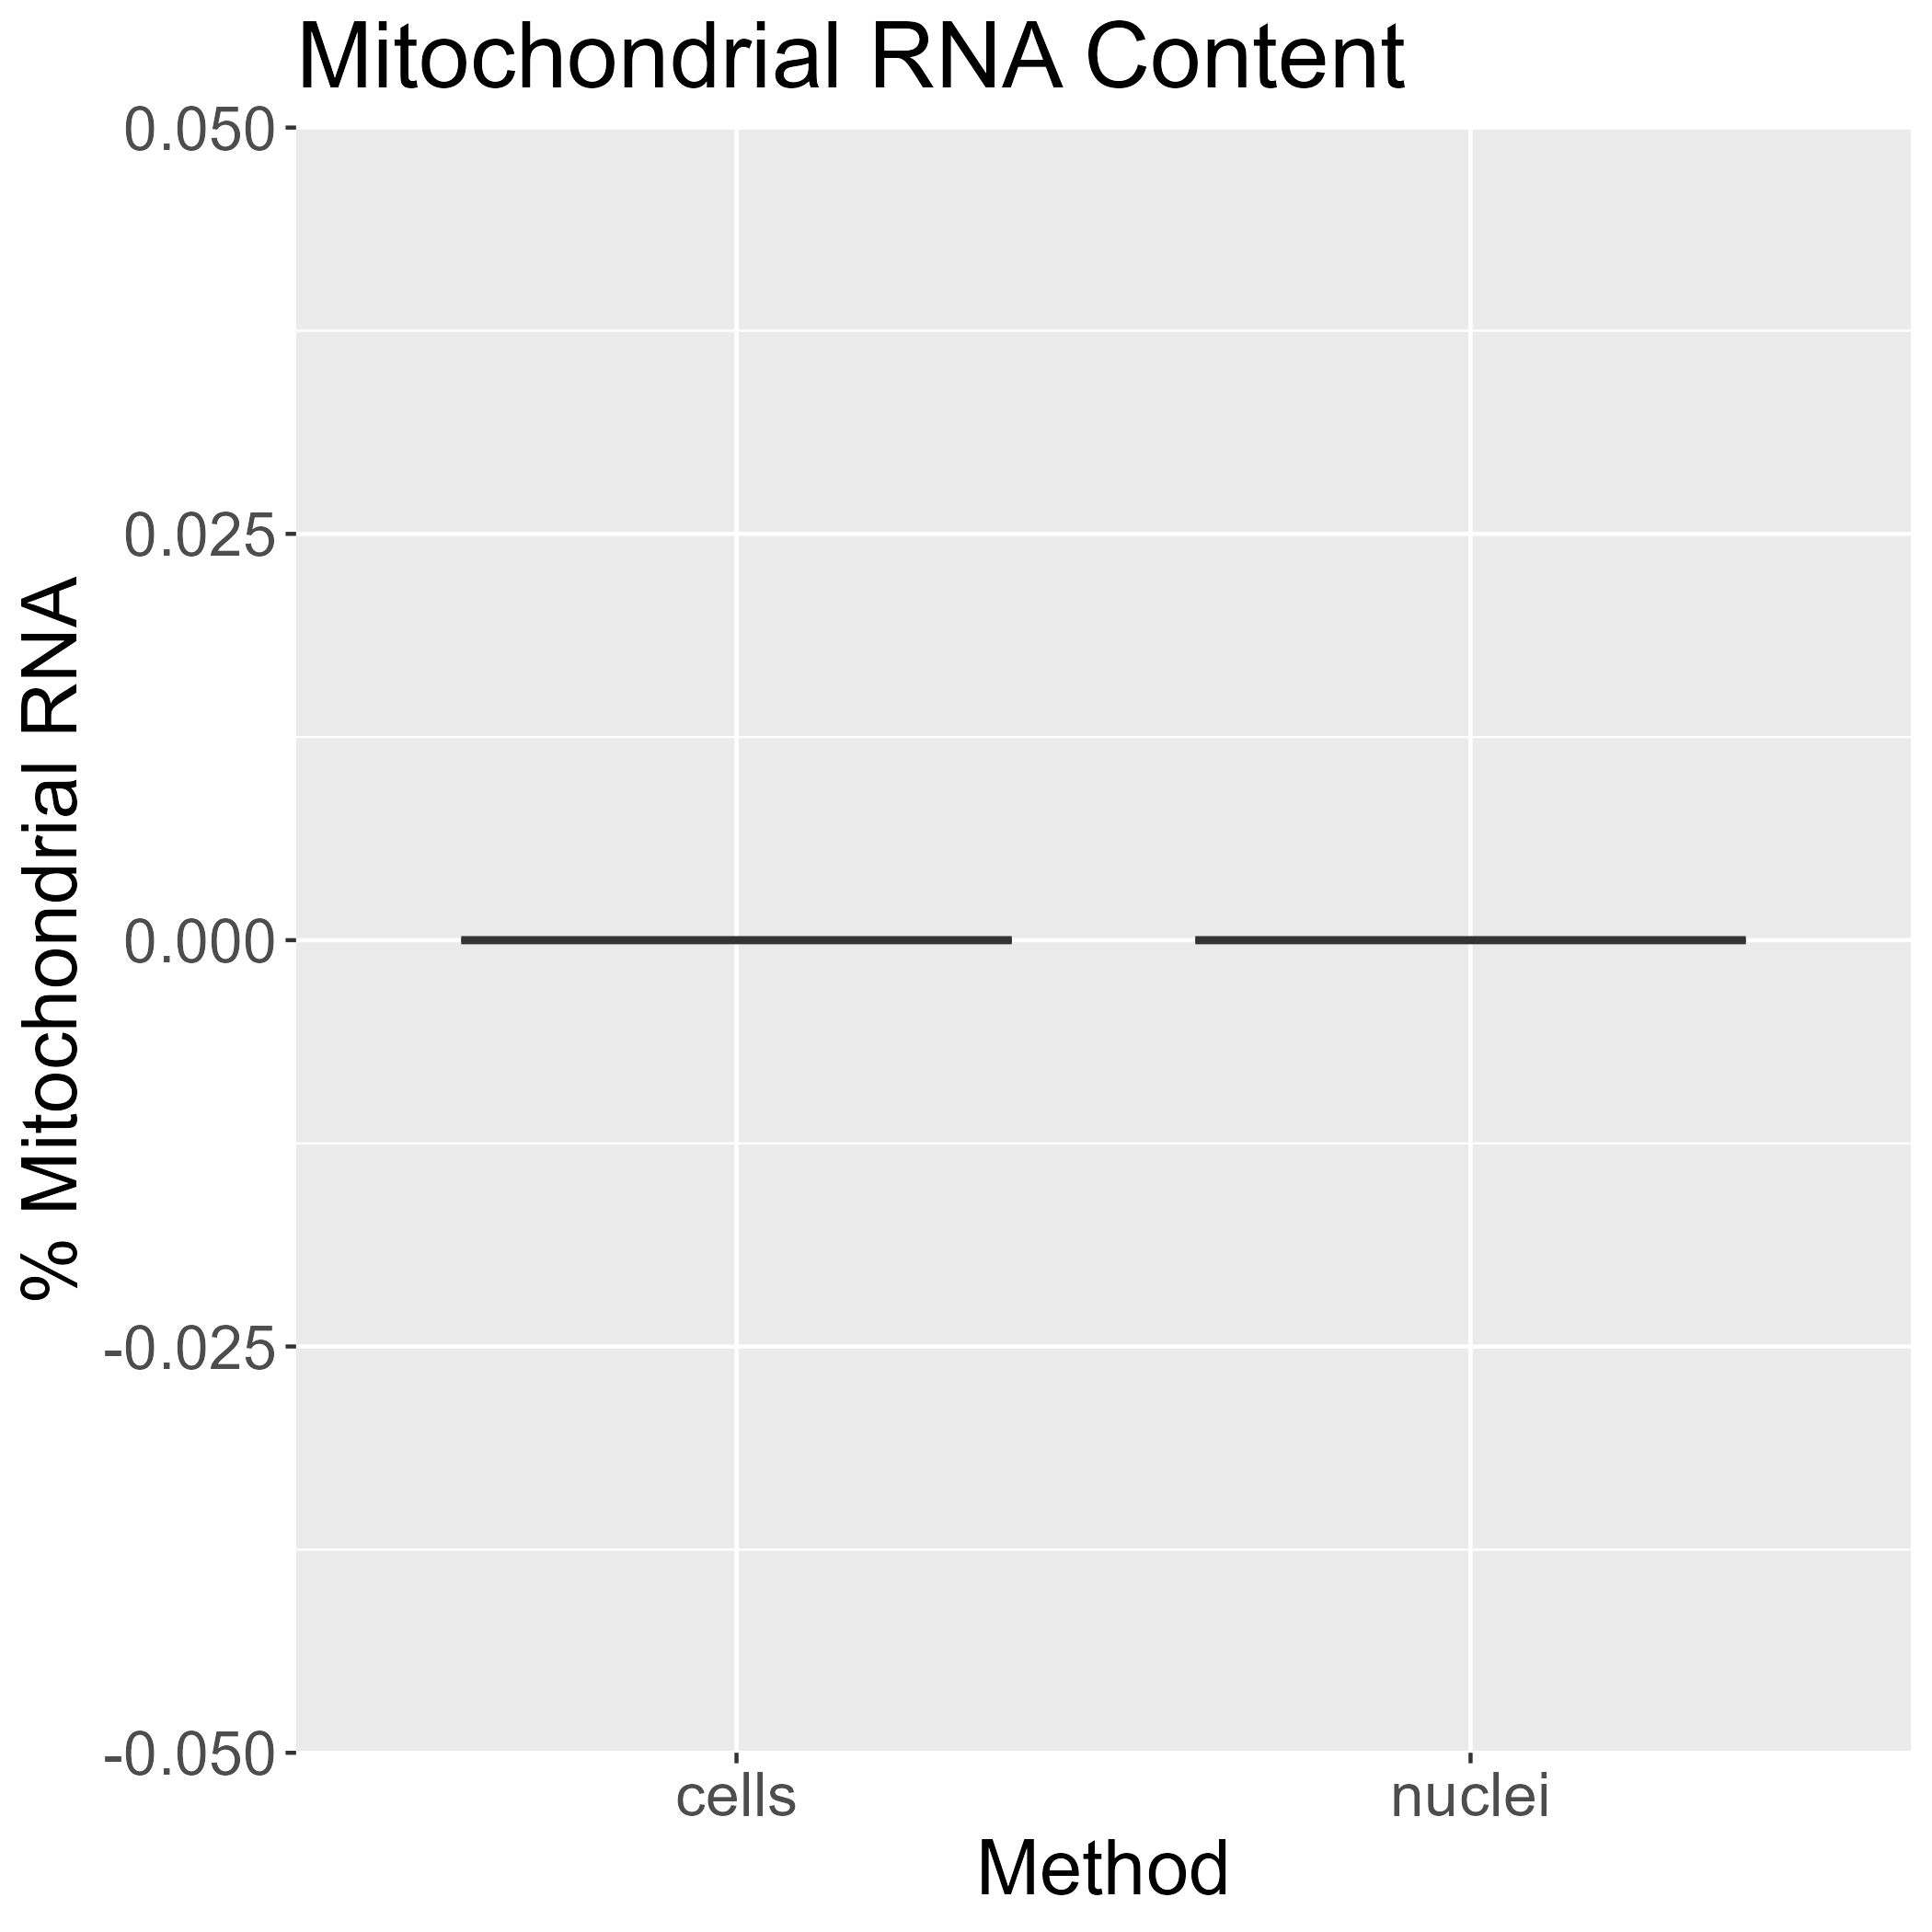 Mitochondrial RNA Content
% Mitochondrial RNA
0.050
0.025
0.000
-0.025
-0.050
cells nuclei
Method